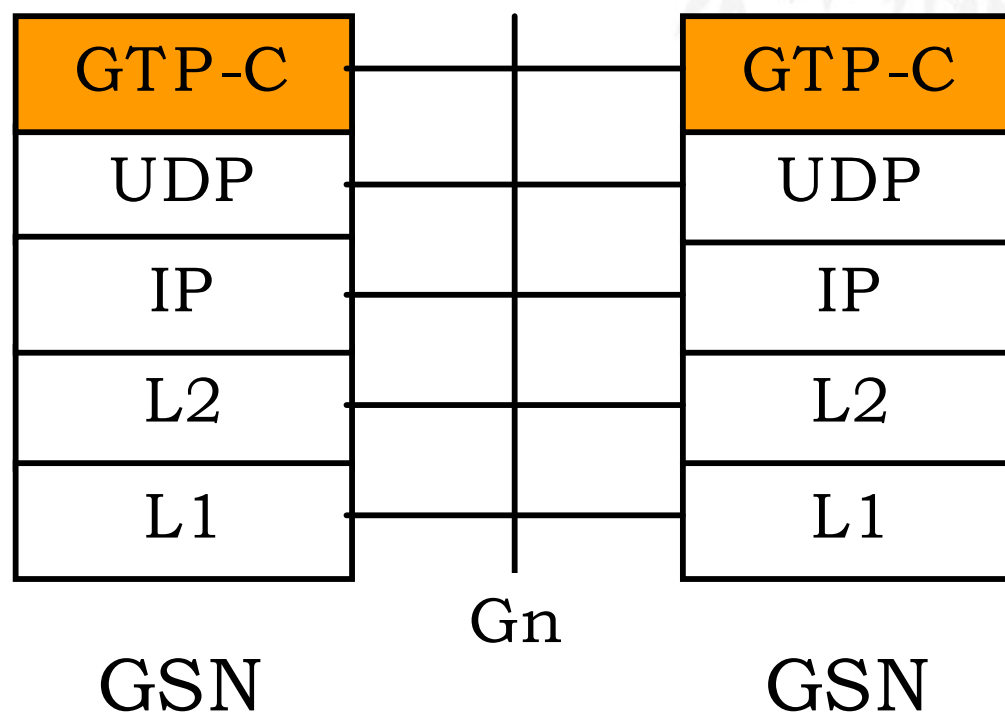 GTP-C GTP-C
UDP UDP
IP IP
L2 L2
L1 L1
Gn
GSN GSN